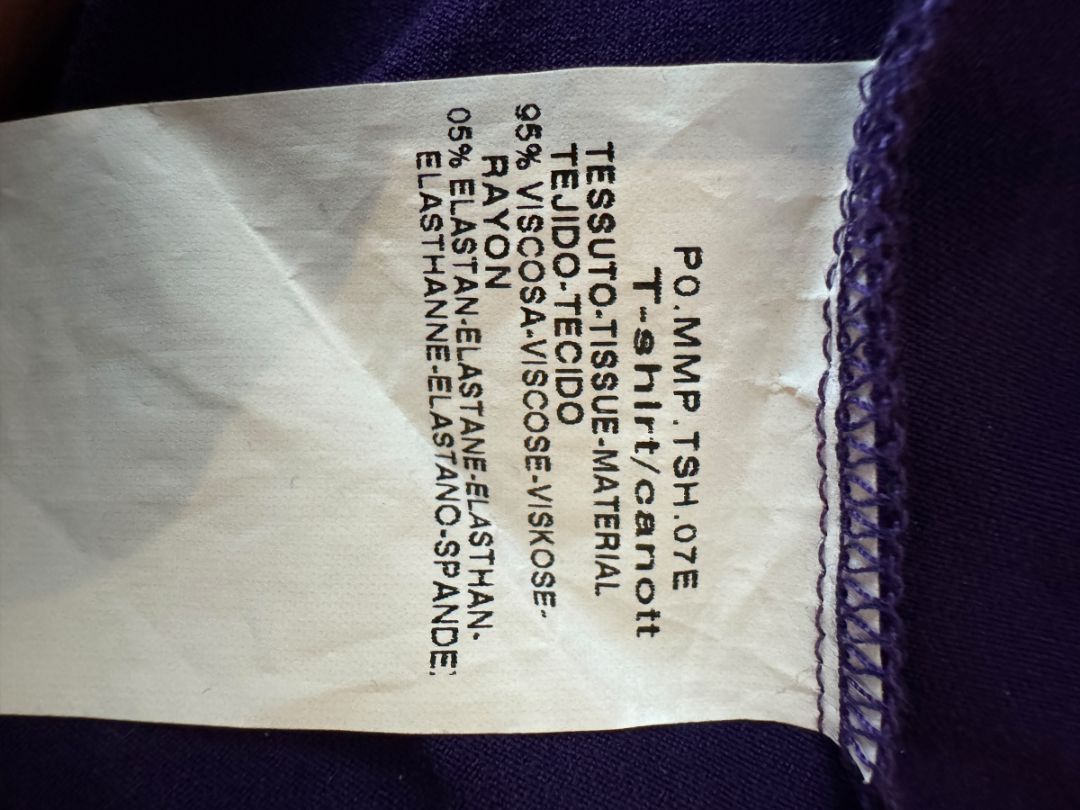 PO.MMP.TSH.07E
T-shirt/canott
TESSUTO-TISSUE-MATERIAL
TEJIDO-TECIDO
95% VISCOSA-VISCOSE-VISKOSE-
RAYON
05% ELASTAN-ELASTANE-ELASTHAN-
ELASTHANNE-ELASTANO-SPANDE